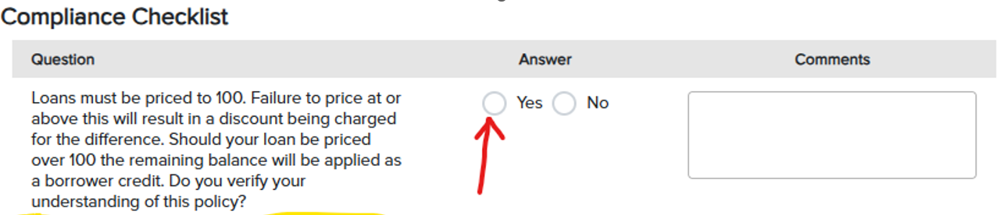 Compliance Checklist
Question Answer Comments
Loans must be priced to 100. Failure to price at or
above this will result in a discount being charged
for the difference. Should your loan be priced
over 100 the remaining balance will be applied as
a borrower credit. Do you verify your
understanding of this policy?
Yes No